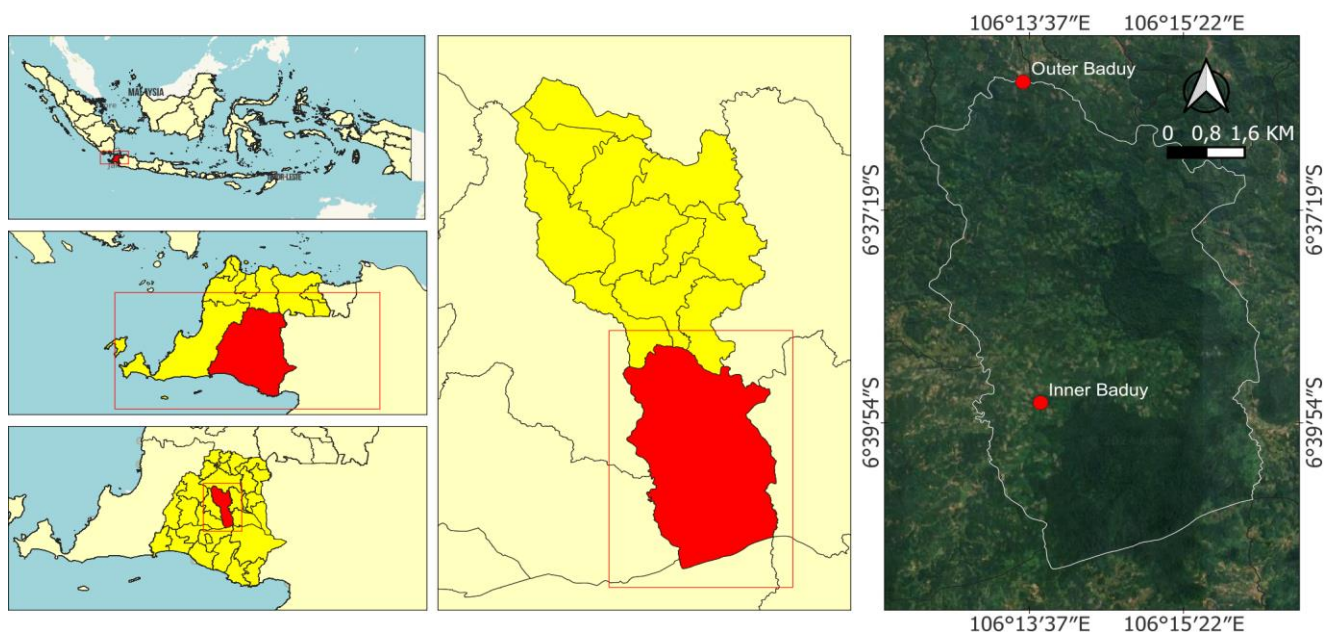 MALAYSIA
TIMOR-LESTE
106°13'37"E 106°15'22"E
Outer Baduy
0 0,8 1,6 KM
6°37'19"S
6°37'19"S
Inner Baduy
6°39'54"S
6°39'54"S
106°13'37"E 106°15'22"E